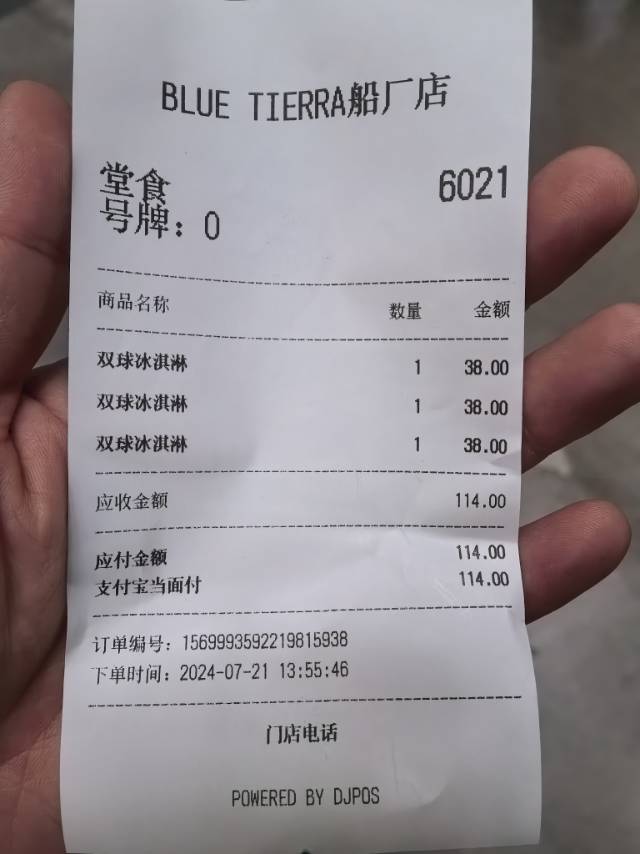 BLUE TIERRA船厂店
堂食 6021
号牌：0
商品名称 数量 金额
双球冰淇淋 1 38.00
双球冰淇淋 1 38.00
双球冰淇淋 1 38.00
应收金额 114.00
应付金额 114.00
支付宝当面付 114.00
订单编号：1569993592219815938
下单时间：2024-07-21 13:55:46
门店电话
POWERED BY DJPOS